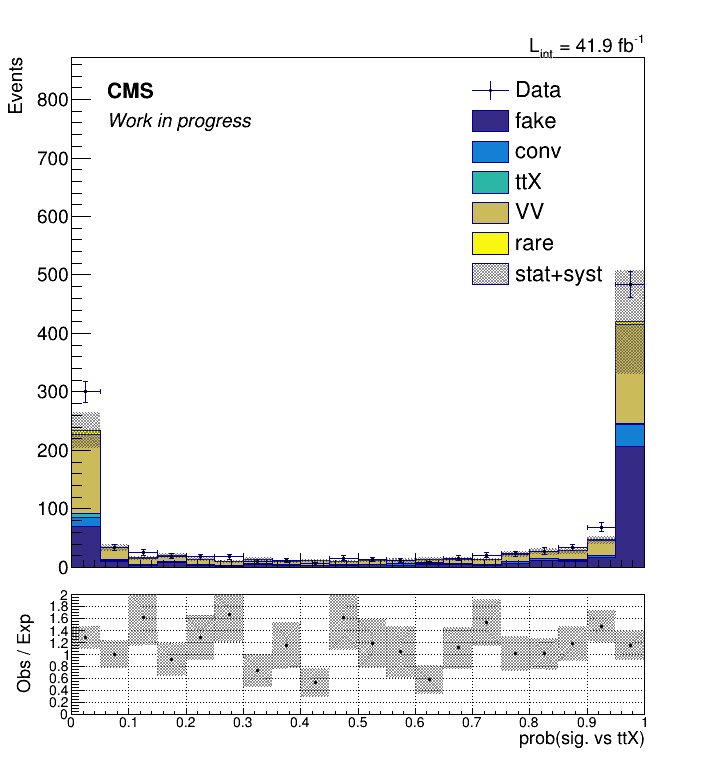 L_int = 41.9 fb^-1
Events
CMS
Work in progress
Data
fake
conv
ttX
VV
rare
stat+syst
800
700
600
500
400
300
200
100
0
Obs / Exp
2
1.8
1.6
1.4
1.2
1
0.8
0.6
0.4
0.2
0
0 0.1 0.2 0.3 0.4 0.5 0.6 0.7 0.8 0.9 1
prob(sig. vs ttX)